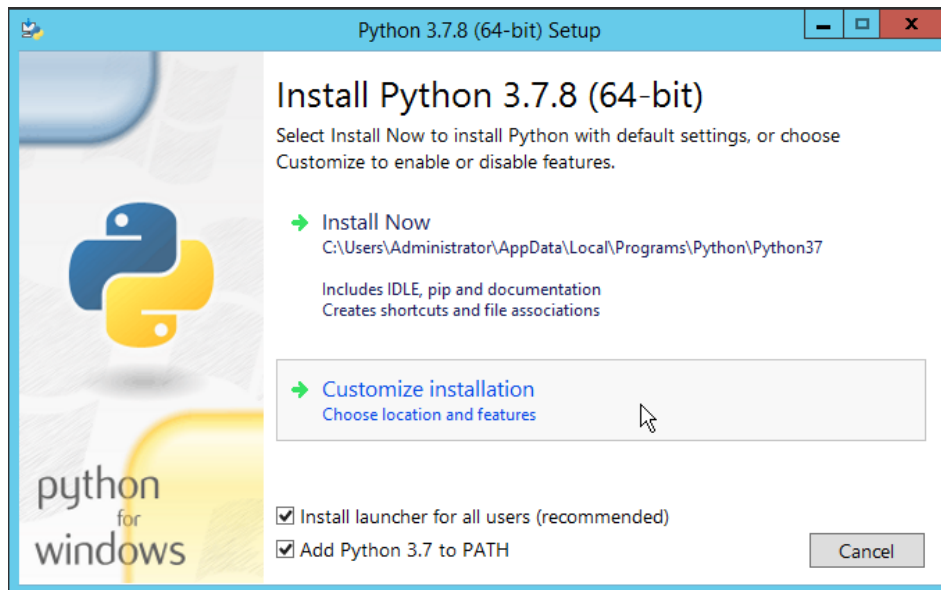 Python 3.7.8 (64-bit) Setup
Install Python 3.7.8 (64-bit)
Select Install Now to install Python with default settings, or choose
Customize to enable or disable features.
Install Now
C:\Users\Administrator\AppData\Local\Programs\Python\Python37
Includes IDLE, pip and documentation
Creates shortcuts and file associations
Customize installation
Choose location and features
python
for
windows
Install launcher for all users (recommended)
Add Python 3.7 to PATH
Cancel